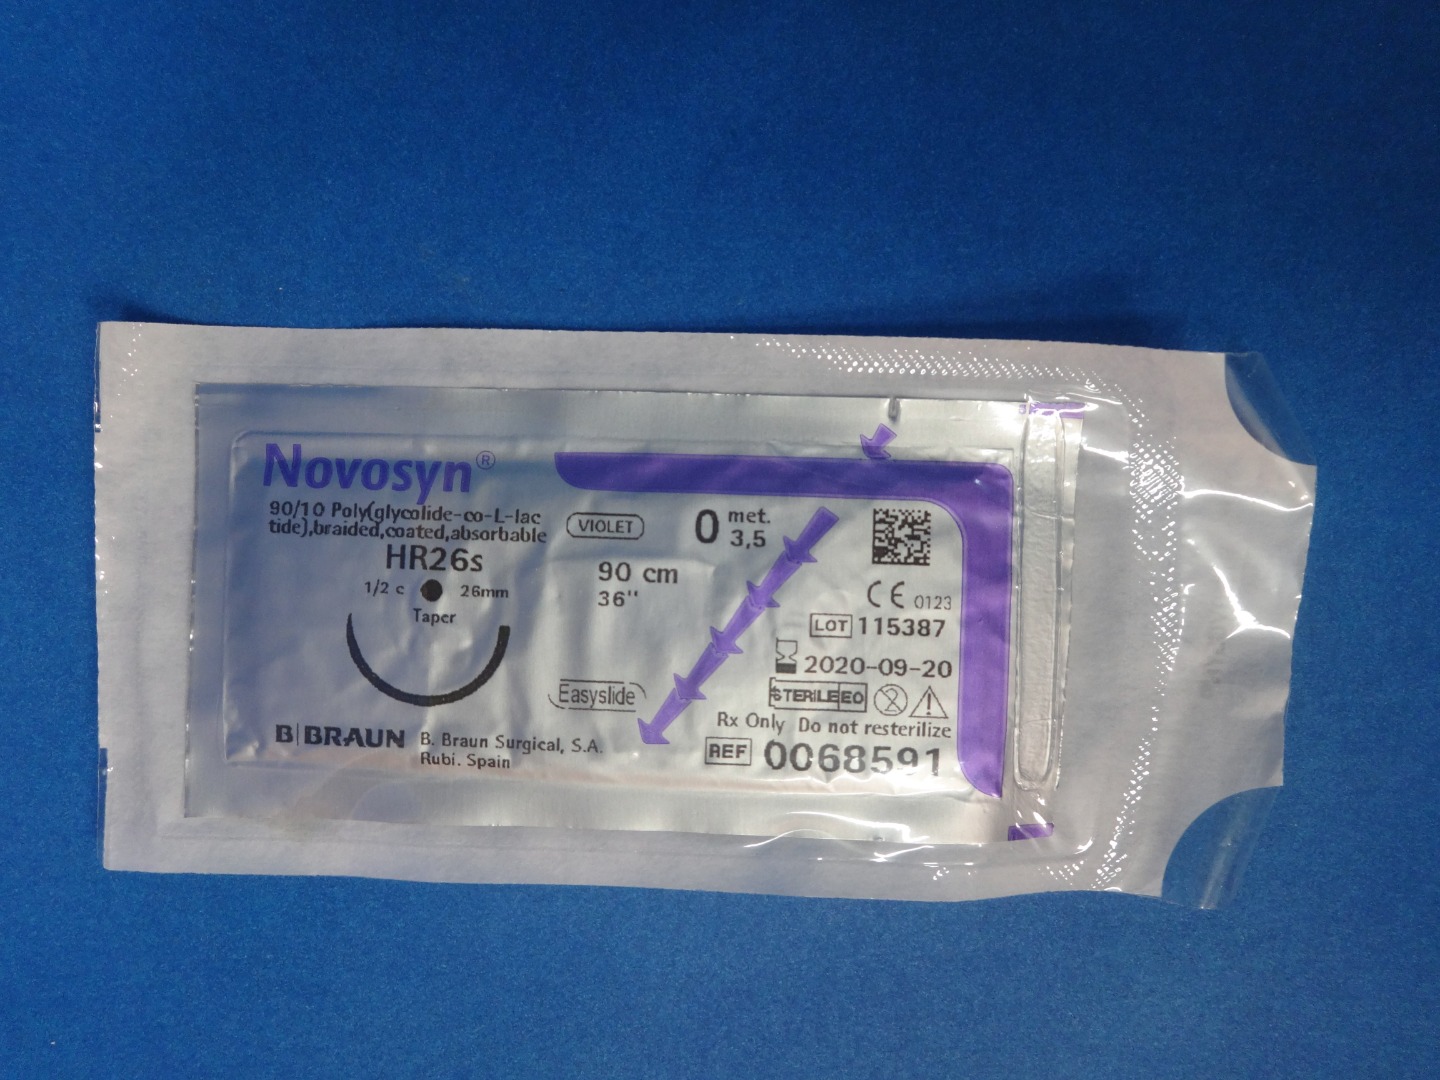 Novosyn®
90/10 Poly(glycolide-co-L-lac
tide),braided,coated,absorbable
HR26s
1/2 c 26mm
Taper
VIOLET
0 met.
3,5
90 cm
36"
Easyslide
B|BRAUN
B. Braun Surgical, S.A.
Rubi. Spain
CE 0123
LOT 115387
2020-09-20
STERILE EO 2
Rx Only Do not resterilize
REF 0068591